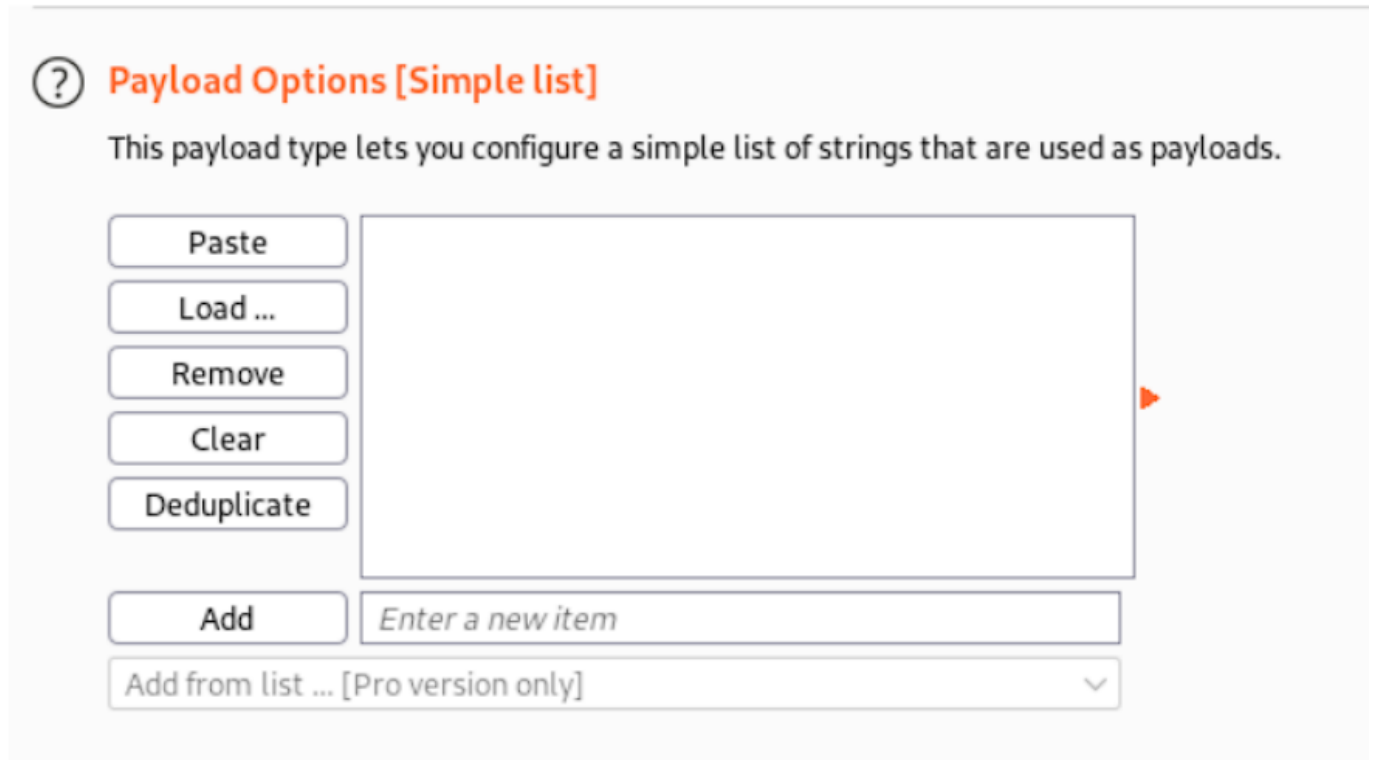 ?
Payload Options [Simple list]
This payload type lets you configure a simple list of strings that are used as payloads.
Paste
Load ...
Remove
Clear
Deduplicate
Add
Enter a new item
Add from list ... [Pro version only]